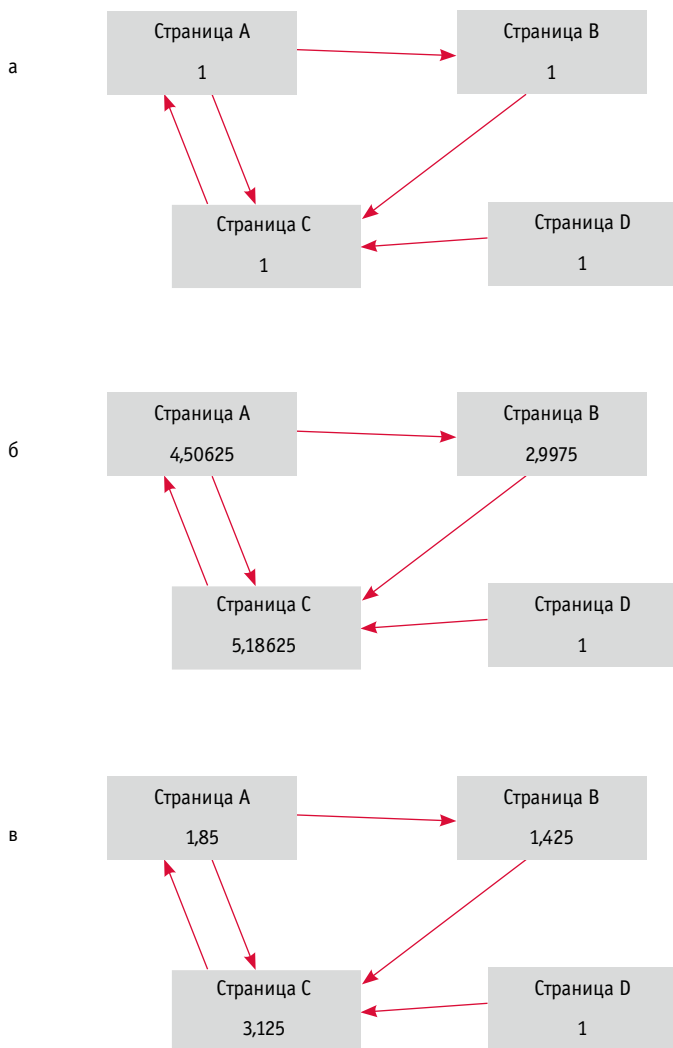 а
Страница A
1
Страница B
1
Страница C
1
Страница D
1
б
Страница A
4,50625
Страница B
2,9975
Страница C
5,18625
Страница D
1
в
Страница A
1,85
Страница B
1,425
Страница C
3,125
Страница D
1